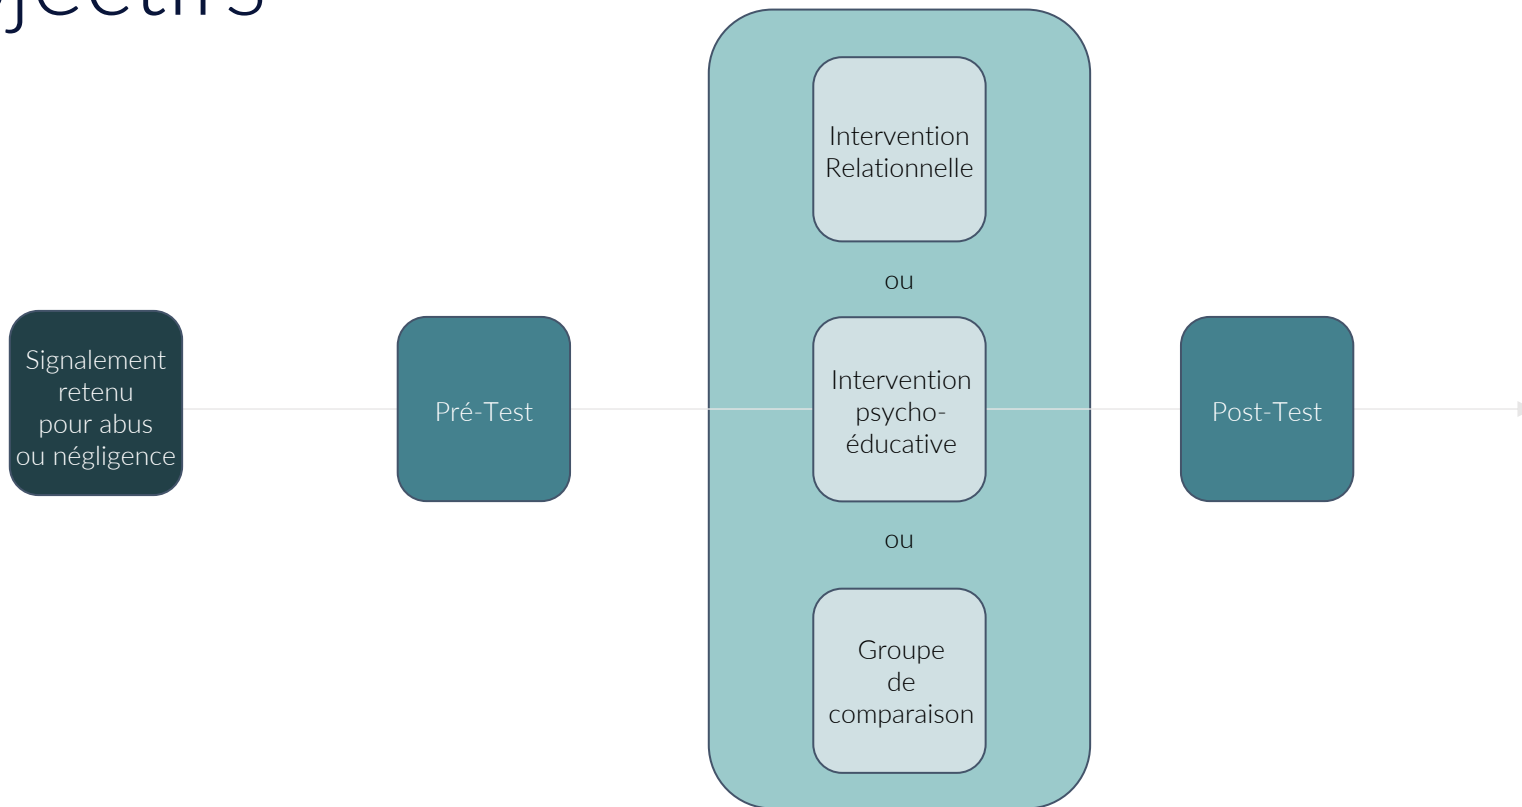 Signalement
retenu
pour abus
ou négligence
Pré-Test
Intervention
Relationnelle
ou
Intervention
psycho-
éducative
ou
Groupe
de
comparaison
Post-Test